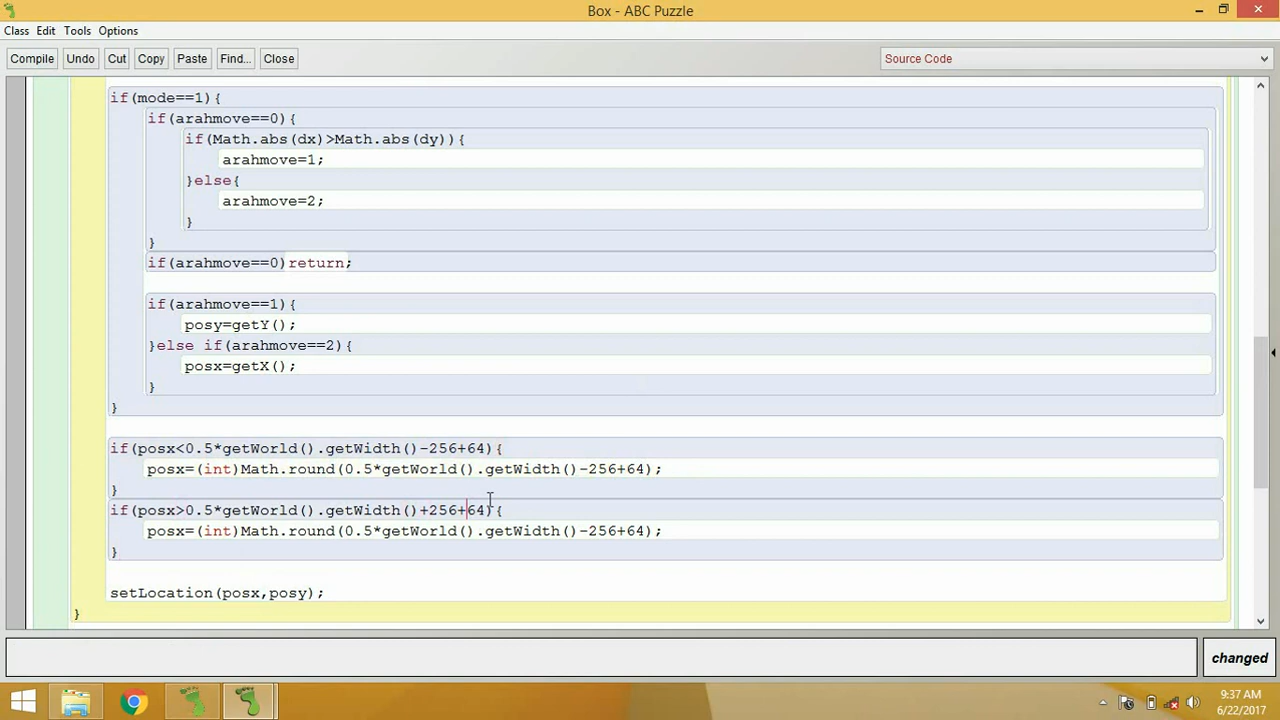 Box - ABC Puzzle
Class Edit Tools Options
Compile Undo Cut Copy Paste Find... Close Source Code
if(mode==1){
if(arahmove==0){
if(Math.abs(dx)>Math.abs(dy)){
arahmove=1;
}else{
arahmove=2;
}
}
if(arahmove==0)return;
if(arahmove==1){
posy=getY();
}else if(arahmove==2){
posx=getX();
}
}
if(posx<0.5*getWorld().getWidth()-256+64){
posx=(int)Math.round(0.5*getWorld().getWidth()-256+64);
}
if(posx>0.5*getWorld().getWidth()+256+64){
posx=(int)Math.round(0.5*getWorld().getWidth()-256+64);
}
setLocation(posx,posy);
}
changed
9:37 AM
6/22/2017